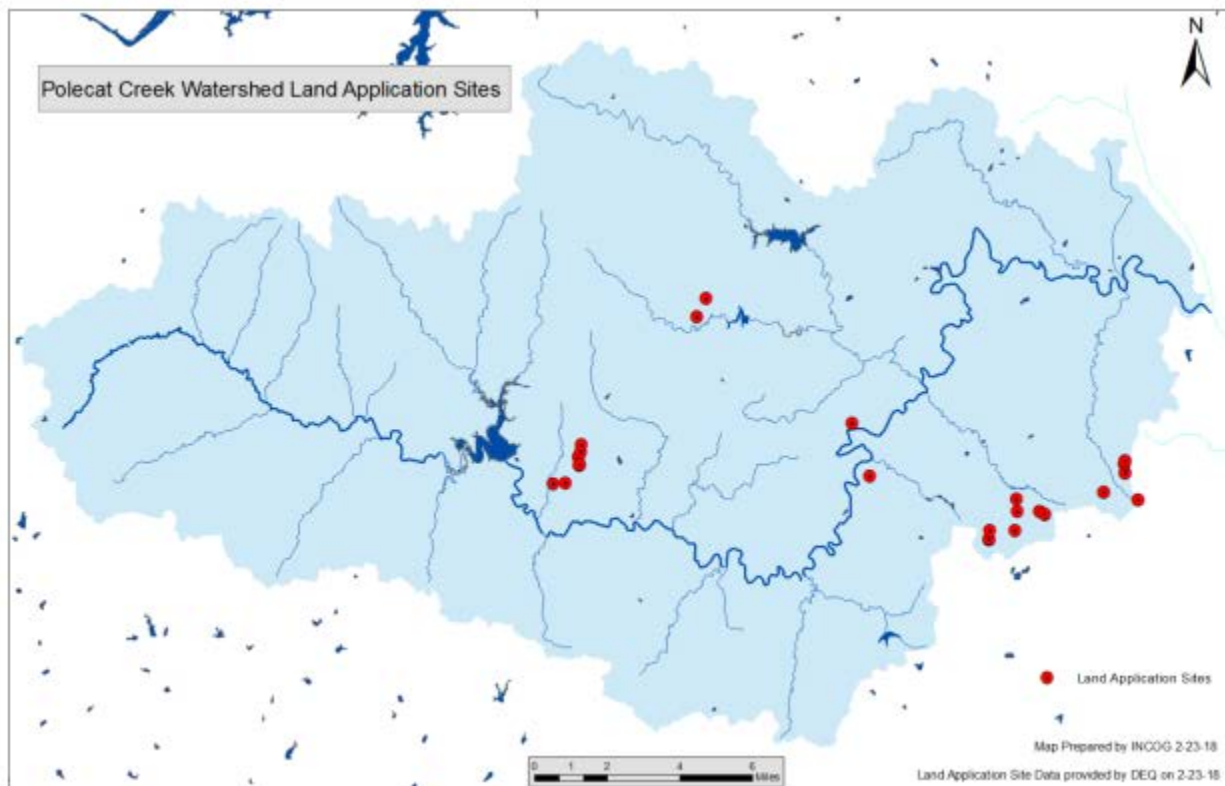 N
Polecat Creek Watershed Land Application Sites
Land Application Sites
Map Prepared by INCOG 2-23-18
0 1 2 4 6
Miles
Land Application Site Data provided by DEQ on 2-23-18